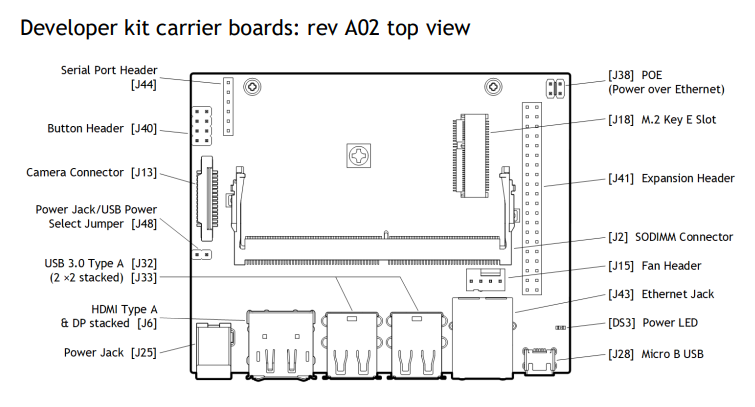 Developer kit carrier boards: rev A02 top view
Serial Port Header
[J44]
Button Header [J40]
Camera Connector [J13]
Power Jack/USB Power
Select Jumper [J48]
USB 3.0 Type A [J32]
(2 ×2 stacked) [J33]
HDMI Type A
& DP stacked [J6]
Power Jack [J25]
[J38] POE
(Power over Ethernet)
[J18] M.2 Key E Slot
[J41] Expansion Header
[J2] SODIMM Connector
[J15] Fan Header
[J43] Ethernet Jack
[DS3] Power LED
[J28] Micro B USB